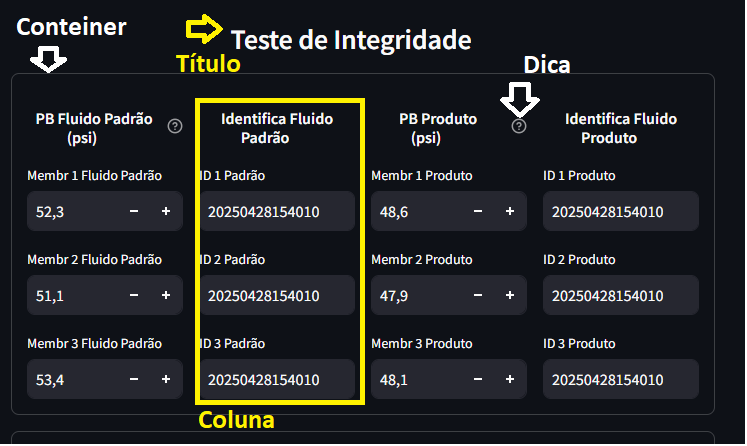 Conteiner
Teste de Integridade
Título
Dica
PB Fluido Padrão
(psi)
Identifica Fluido
Padrão
PB Produto
(psi)
Identifica Fluido
Produto
Membr 1 Fluido Padrão
ID 1 Padrão
Membr 1 Produto
ID 1 Produto
52,3
20250428154010
48,6
20250428154010
Membr 2 Fluido Padrão
ID 2 Padrão
Membr 2 Produto
ID 2 Produto
51,1
20250428154010
47,9
20250428154010
Membr 3 Fluido Padrão
ID 3 Padrão
Membr 3 Produto
ID 3 Produto
53,4
20250428154010
48,1
20250428154010
Coluna